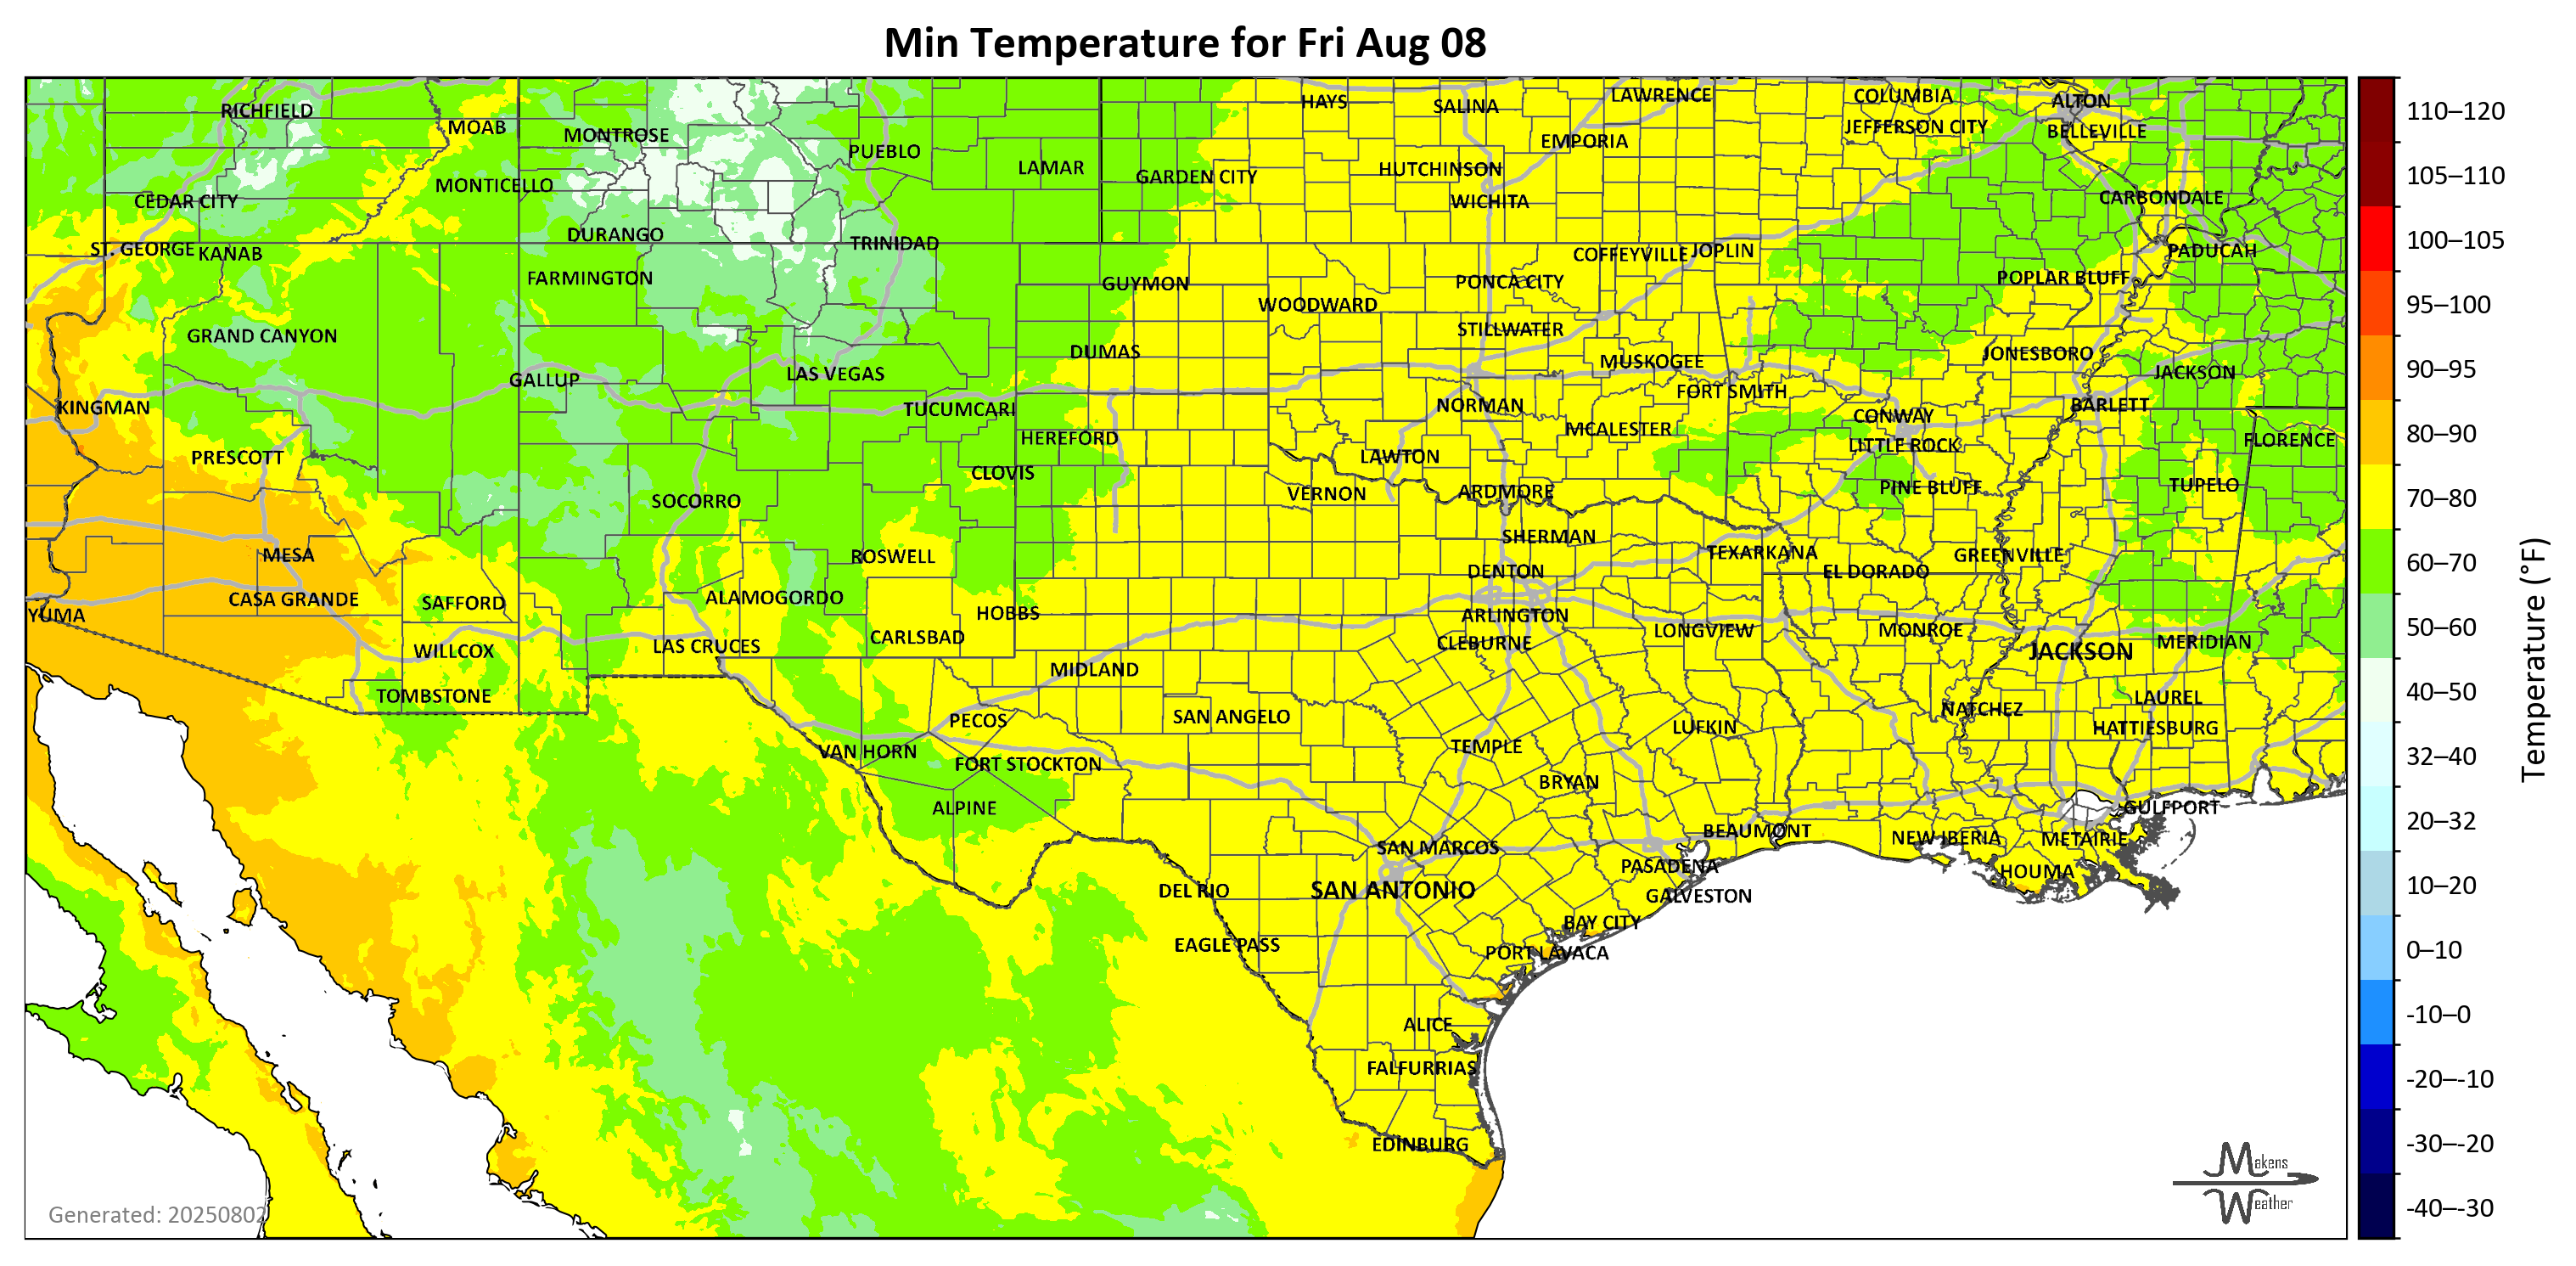 Min Temperature for Fri Aug 08
RICHFIELD
MOAB
MONTROSE
PUEBLO
LAMAR
GARDEN CITY
HAYS
SALINA
LAWRENCE
EMPORIA
HUTCHINSON
WICHITA
COLUMBIA
JEFFERSON CITY
ALTON
BELLEVILLE
CEDAR CITY
MONTICELLO
CARBONDALE
ST. GEORGE
KANAB
DURANGO
TRINIDAD
COFFEYVILLE
JOPLIN
PADUCAH
FARMINGTON
GUYMON
WOODWARD
PONCA CITY
POPLAR BLUFF
GRAND CANYON
DUMAS
STILLWATER
MUSKOGEE
JONESBORO
JACKSON
GALLUP
LAS VEGAS
FORT SMITH
KINGMAN
TUCUMCARI
NORMAN
CONWAY
BARLETT
HEREFORD
MCALESTER
LITTLE ROCK
FLORENCE
PRESCOTT
CLOVIS
LAWTON
SOCORRO
VERNON
ARDMORE
PINE BLUFF
TUPELO
MESA
ROSWELL
SHERMAN
TEXARKANA
GREENVILLE
DENTON
EL DORADO
CASA GRANDE
SAFFORD
ALAMOGORDO
HOBBS
ARLINGTON
YUMA
CARLSBAD
CLEBURNE
LONGVIEW
MONROE
WILLCOX
LAS CRUCES
JACKSON
MERIDIAN
TOMBSTONE
MIDLAND
PECOS
SAN ANGELO
LUFKIN
NATCHEZ
LAUREL
HATTIESBURG
VAN HORN
FORT STOCKTON
TEMPLE
BRYAN
ALPINE
GULFPORT
SAN MARCOS
BEAUMONT
NEW IBERIA
METAIRIE
PASADENA
HOUMA
DEL RIO
SAN ANTONIO
GALVESTON
BAY CITY
EAGLE PASS
PORT LAVACA
ALICE
FALFURRIAS
EDINBURG
Generated: 20250802
Makens
Weather
110–120
105–110
100–105
95–100
90–95
80–90
70–80
60–70
50–60
40–50
32–40
20–32
10–20
0–10
-10–0
-20–-10
-30–-20
-40–-30
Temperature (°F)